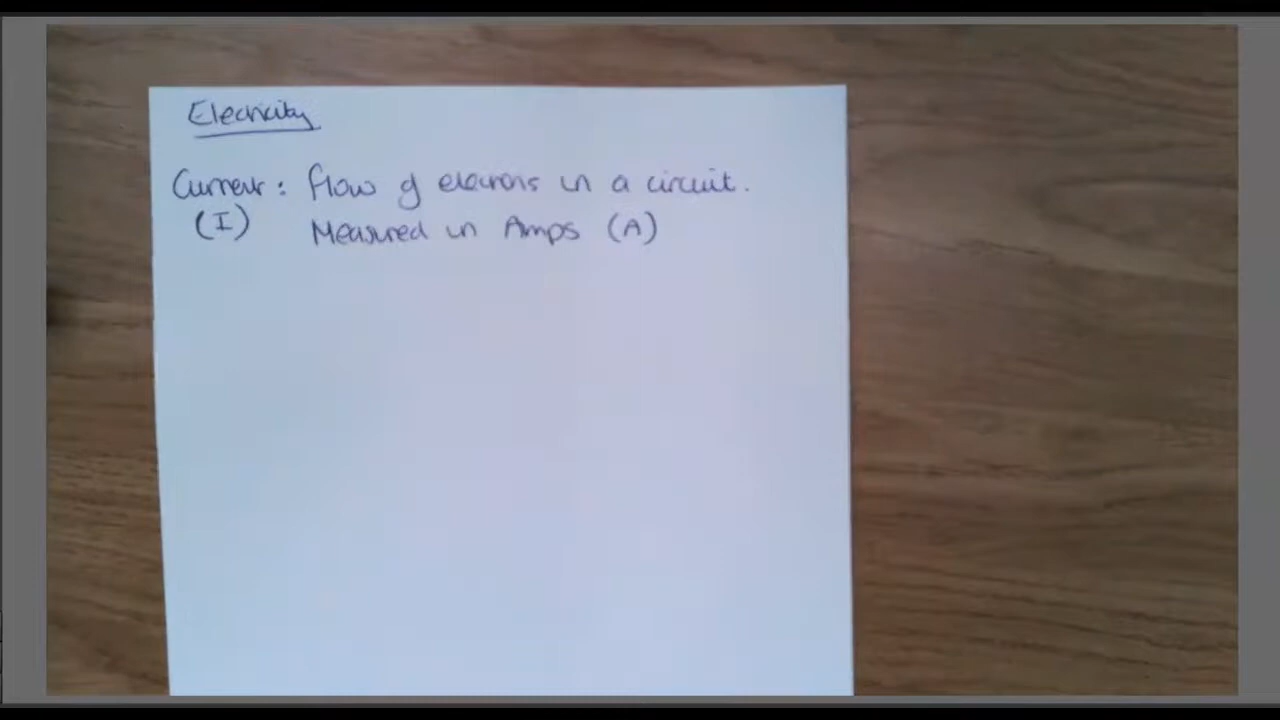 Electricity
Current: flow of electrons in a circuit.
(I) Measured in Amps (A)